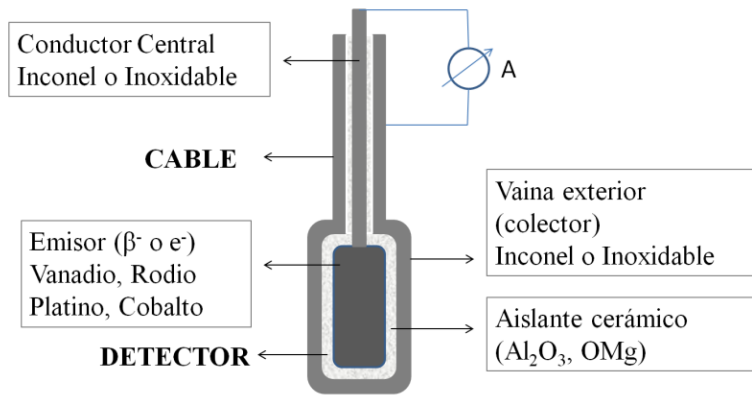 Conductor Central
Inconel o Inoxidable
A
CABLE
Vaina exterior
(colector)
Inconel o Inoxidable
Emisor (β⁻ o e⁻)
Vanadio, Rodio
Platino, Cobalto
Aislante cerámico
(Al₂O₃, OMg)
DETECTOR